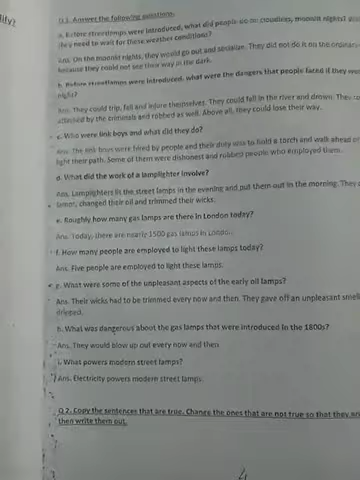 Q.1. Answer the following questions.
a. Before streetlamps were introduced, what did people do on cloudless, moonlit nights?
they need to wait for these weather conditions?
Ans. On the moonlit nights, they would go out and socialise. They did not do it on the ordinary
because they could not see their way in the dark.
b. Before streetlamps were introduced, what were the dangers that people faced if they
night?
Ans. They could trip, fall and injure themselves. They could fall in the river and drown. They
attacked by the criminals and robbed as well. Above all, they could lose their way.
c. Who were link boys and what did they do?
Ans. The link boys were hired by people and their duty was to hold a torch and walk ahead
light their path. Some of them were dishonest and robbed people who employed them.
d. What did the work of a lamplighter involve?
Ans. Lamplighters lit the street lamps in the evening and put them out in the morning. They
lamps, changed their oil and trimmed their wicks.
e. Roughly how many gas lamps are there in London today?
Ans. Today, there are nearly 1500 gas lamps in London.
f. How many people are employed to light these lamps today?
Ans. Five people are employed to light these lamps.
g. What were some of the unpleasant aspects of the early oil lamps?
Ans. Their wicks had to be trimmed every now and then. They gave off an unpleasant smell
dripped.
h. What was dangerous about the gas lamps that were introduced in the 1800s?
Ans. They would blow up every now and then.
i. What powers modern street lamps?
Ans. Electricity powers modern street lamps.
Q.2. Copy the sentences that are true. Change the ones that are not true so that they
then write them out.